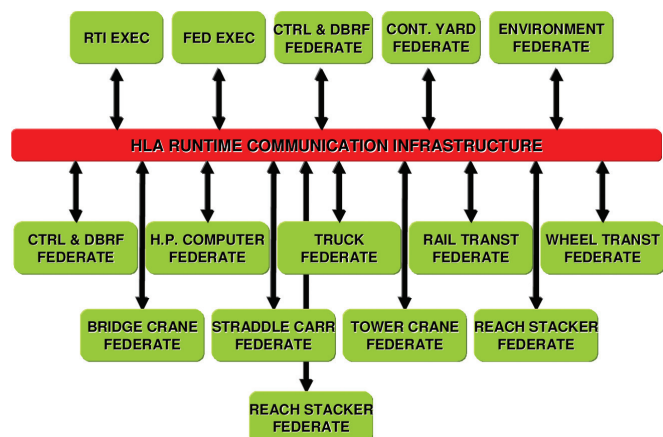 RTI EXEC
FED EXEC
CTRL & DBRF
FEDERATE
CONT. YARD
FEDERATE
ENVIRONMENT
FEDERATE
HLA RUNTIME COMMUNICATION INFRASTRUCTURE
CTRL & DBRF
FEDERATE
H.P. COMPUTER
FEDERATE
TRUCK
FEDERATE
RAIL TRANST
FEDERATE
WHEEL TRANST
FEDERATE
BRIDGE CRANE
FEDERATE
STRADDLE CARR
FEDERATE
TOWER CRANE
FEDERATE
REACH STACKER
FEDERATE
REACH STACKER
FEDERATE